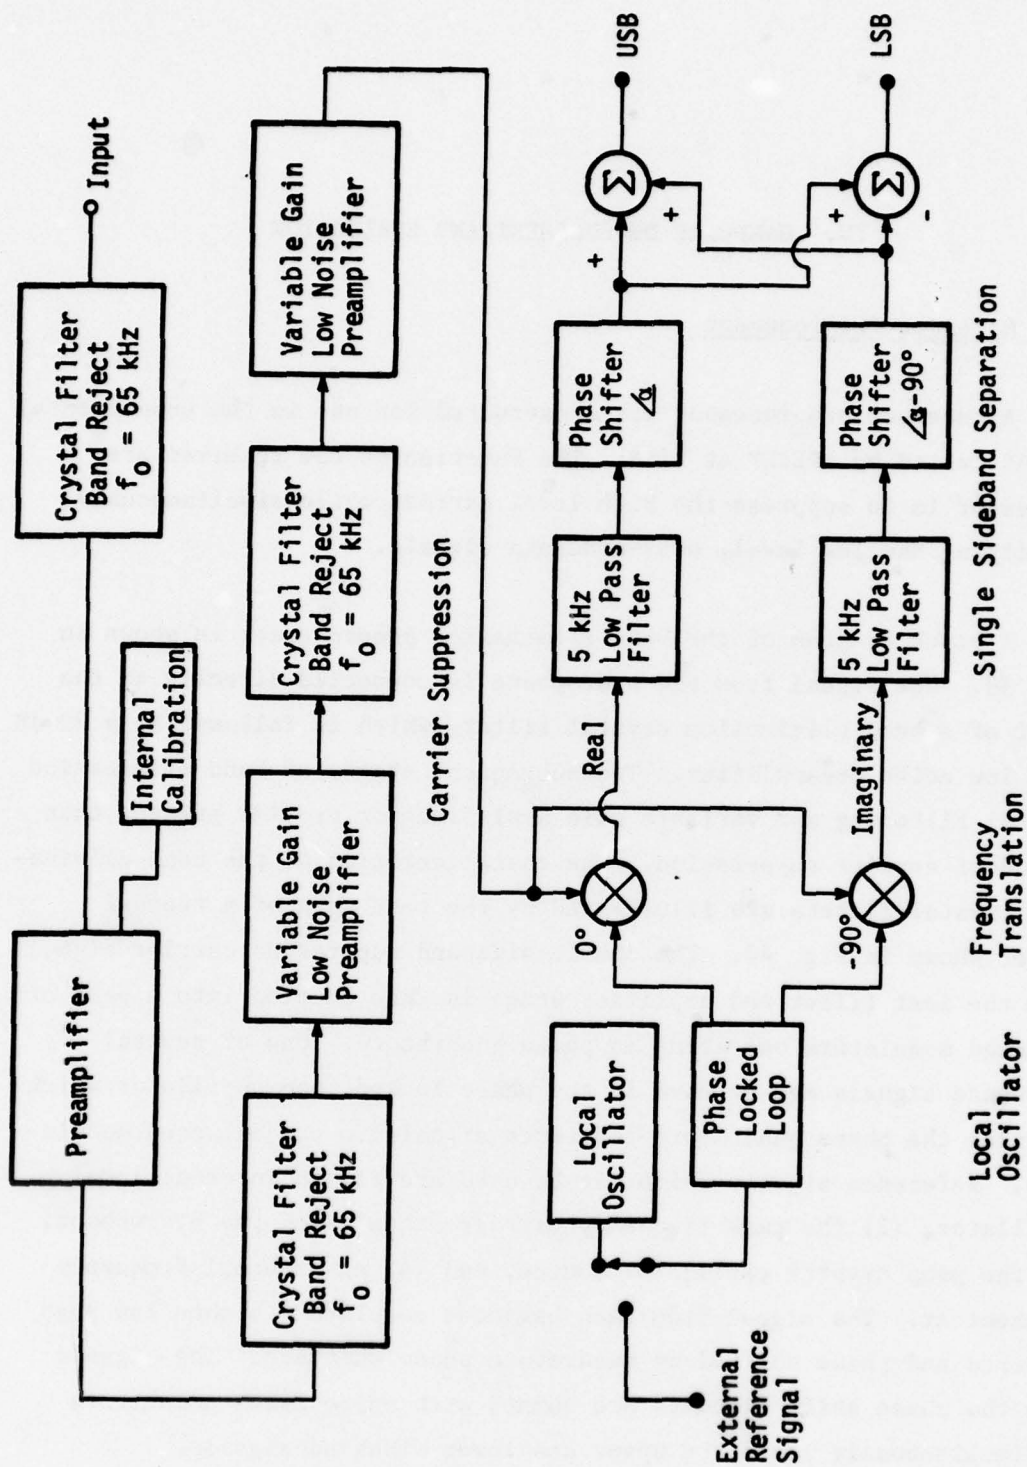 Input
Crystal Filter
Band Reject
f₀ = 65 kHz
Preamplifier
Internal
Calibration
Crystal Filter
Band Reject
f₀ = 65 kHz
Variable Gain
Low Noise
Preamplifier
Crystal Filter
Band Reject
f₀ = 65 kHz
Variable Gain
Low Noise
Preamplifier
Carrier Suppression
External
Reference
Signal
Local
Oscillator
Phase
Locked
Loop
0°
-90°
Real
Imaginary
5 kHz
Low Pass
Filter
5 kHz
Low Pass
Filter
Phase
Shifter
∠α
Phase
Shifter
∠α-90°
+
+
+
-
Σ
Σ
USB
LSB
Local
Oscillator
Frequency
Translation
Single Sideband Separation